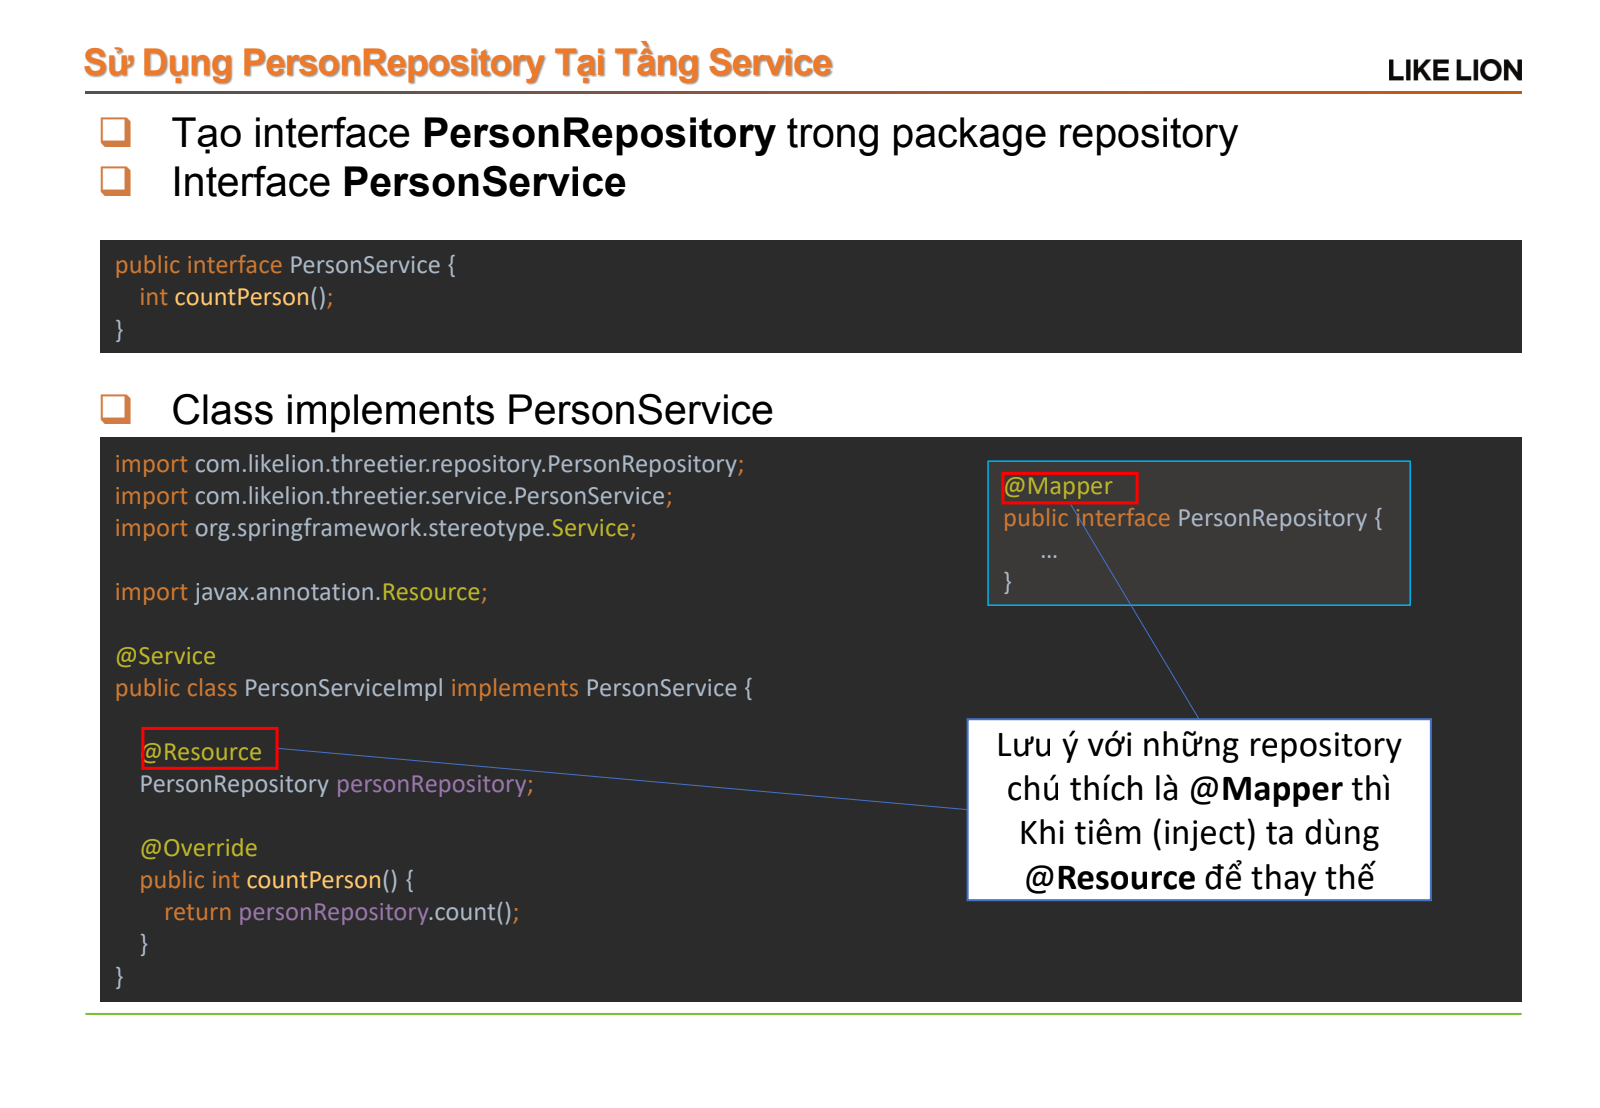 Sử Dụng PersonRepository Tại Tầng Service
LIKE LION
Tạo interface PersonRepository trong package repository
Interface PersonService
public interface PersonService {
int countPerson();
}
Class implements PersonService
import com.likelion.threetier.repository.PersonRepository;
import com.likelion.threetier.service.PersonService;
import org.springframework.stereotype.Service;
import javax.annotation.Resource;
@Service
public class PersonServiceImpl implements PersonService {
@Resource
PersonRepository personRepository;
@Override
public int countPerson() {
return personRepository.count();
}
}
@Mapper
public interface PersonRepository {
...
}
Lưu ý với những repository
chú thích là @Mapper thì
Khi tiêm (inject) ta dùng
@Resource để thay thế